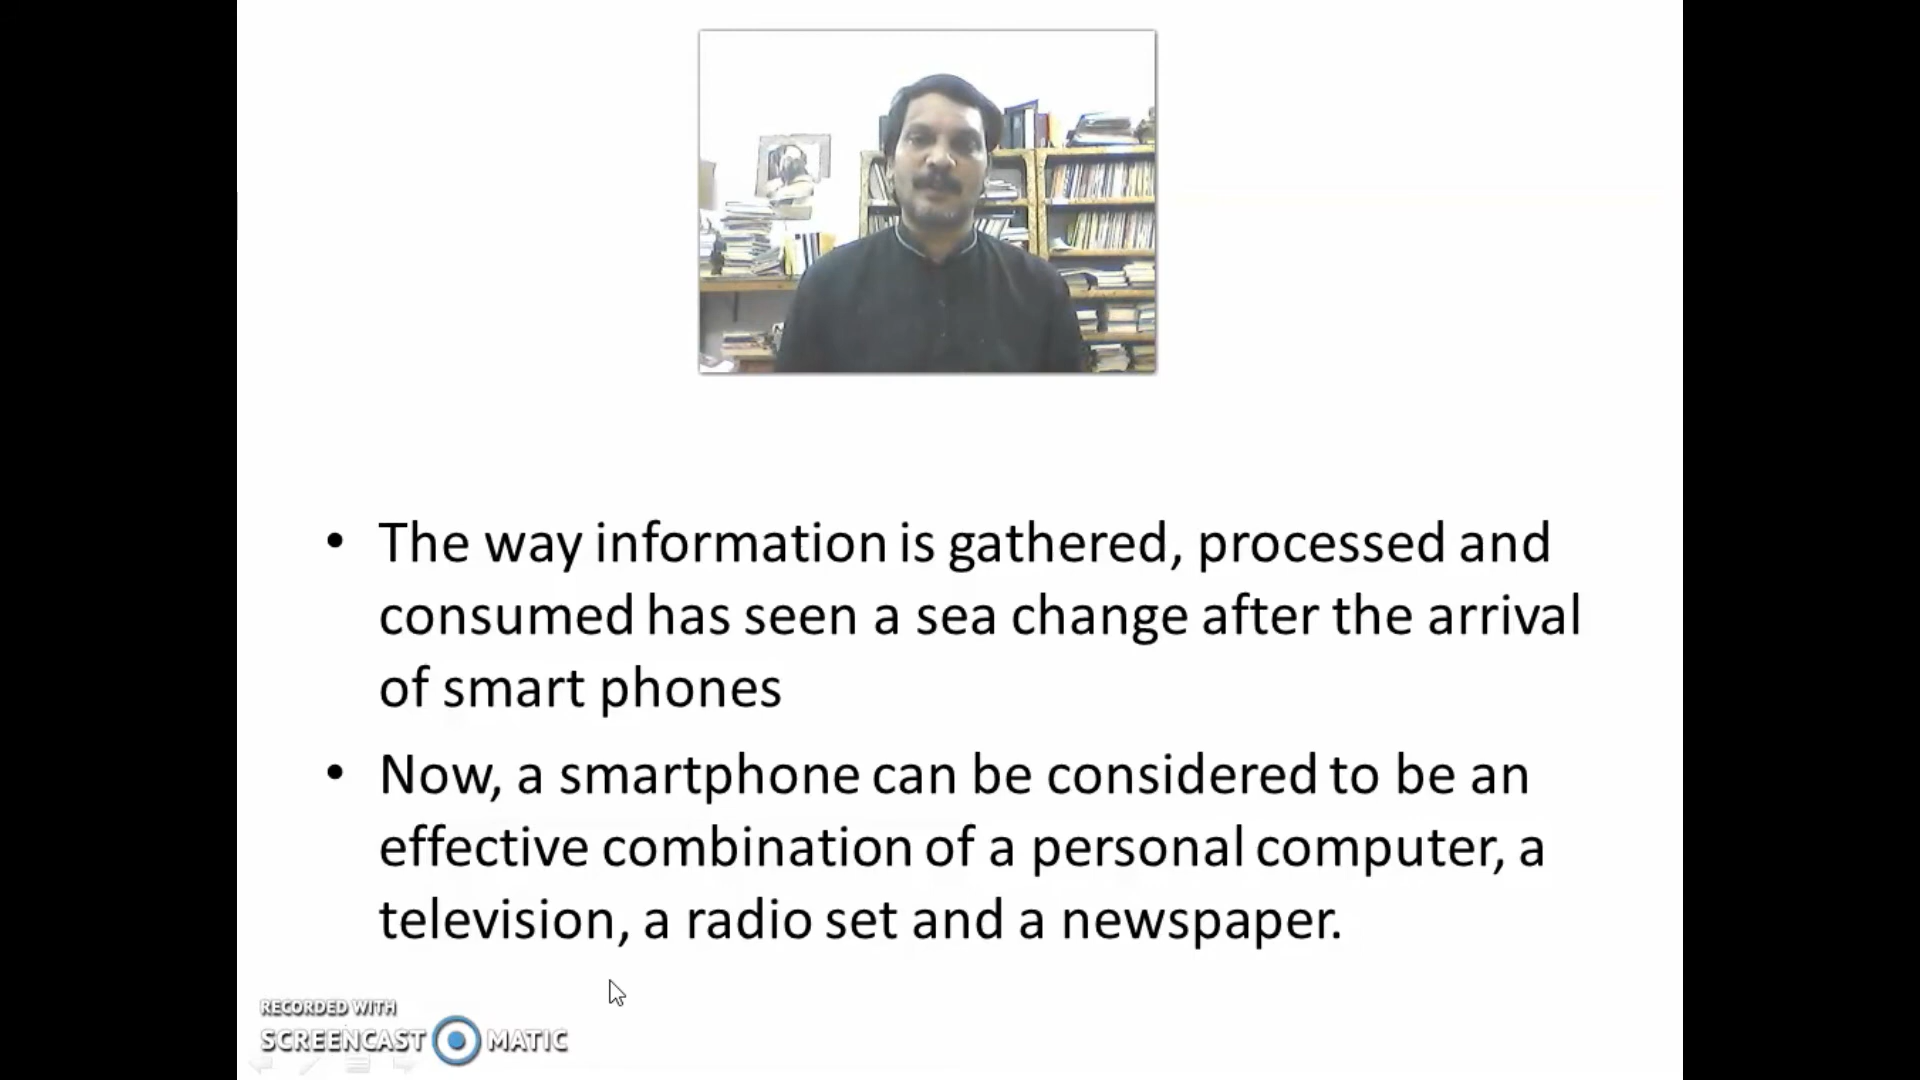 • The way information is gathered, processed and
consumed has seen a sea change after the arrival
of smart phones
• Now, a smartphone can be considered to be an
effective combination of a personal computer, a
television, a radio set and a newspaper.
RECORDED WITH
SCREENCAST MATIC